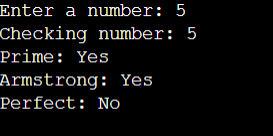 Enter a number: 5
Checking number: 5
Prime: Yes
Armstrong: Yes
Perfect: No